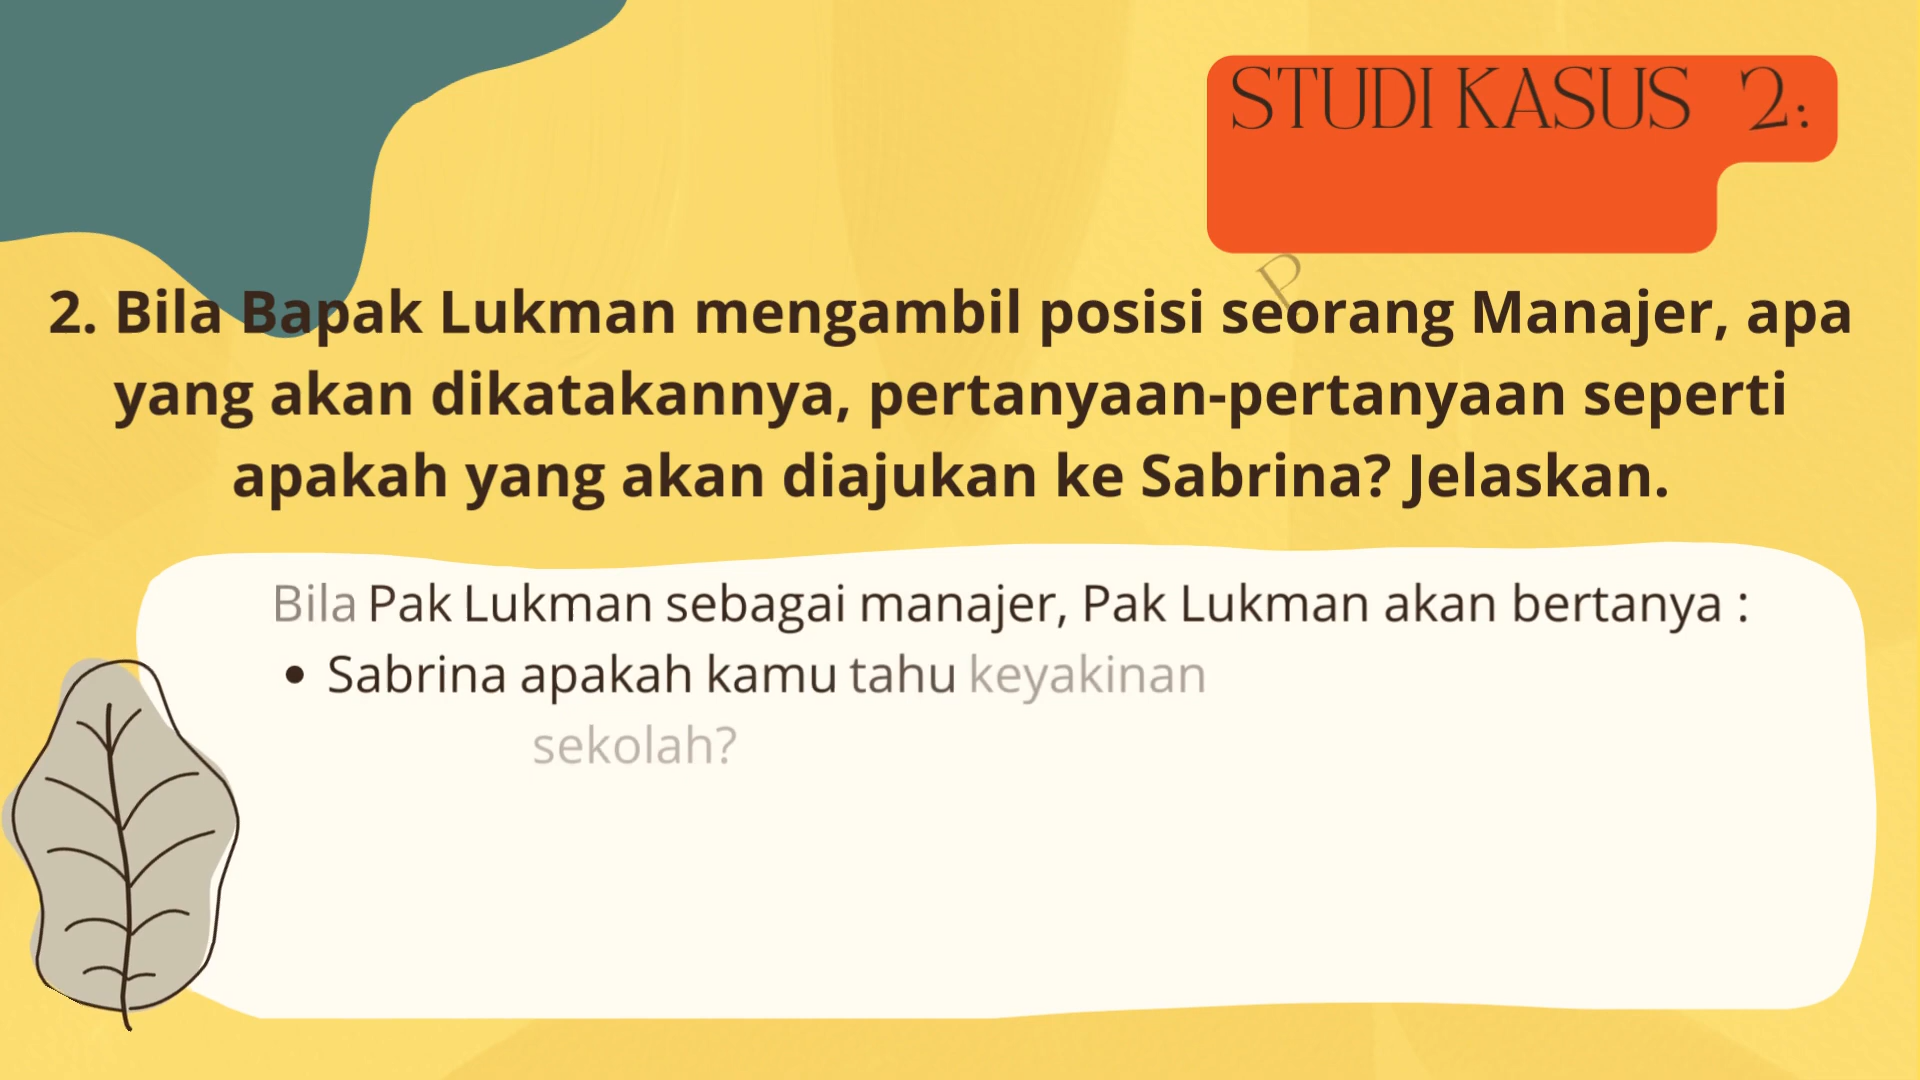 STUDI KASUS 2:
P
2. Bila Bapak Lukman mengambil posisi seorang Manajer, apa
yang akan dikatakannya, pertanyaan-pertanyaan seperti
apakah yang akan diajukan ke Sabrina? Jelaskan.
Bila Pak Lukman sebagai manajer, Pak Lukman akan bertanya :
• Sabrina apakah kamu tahu keyakinan
sekolah?